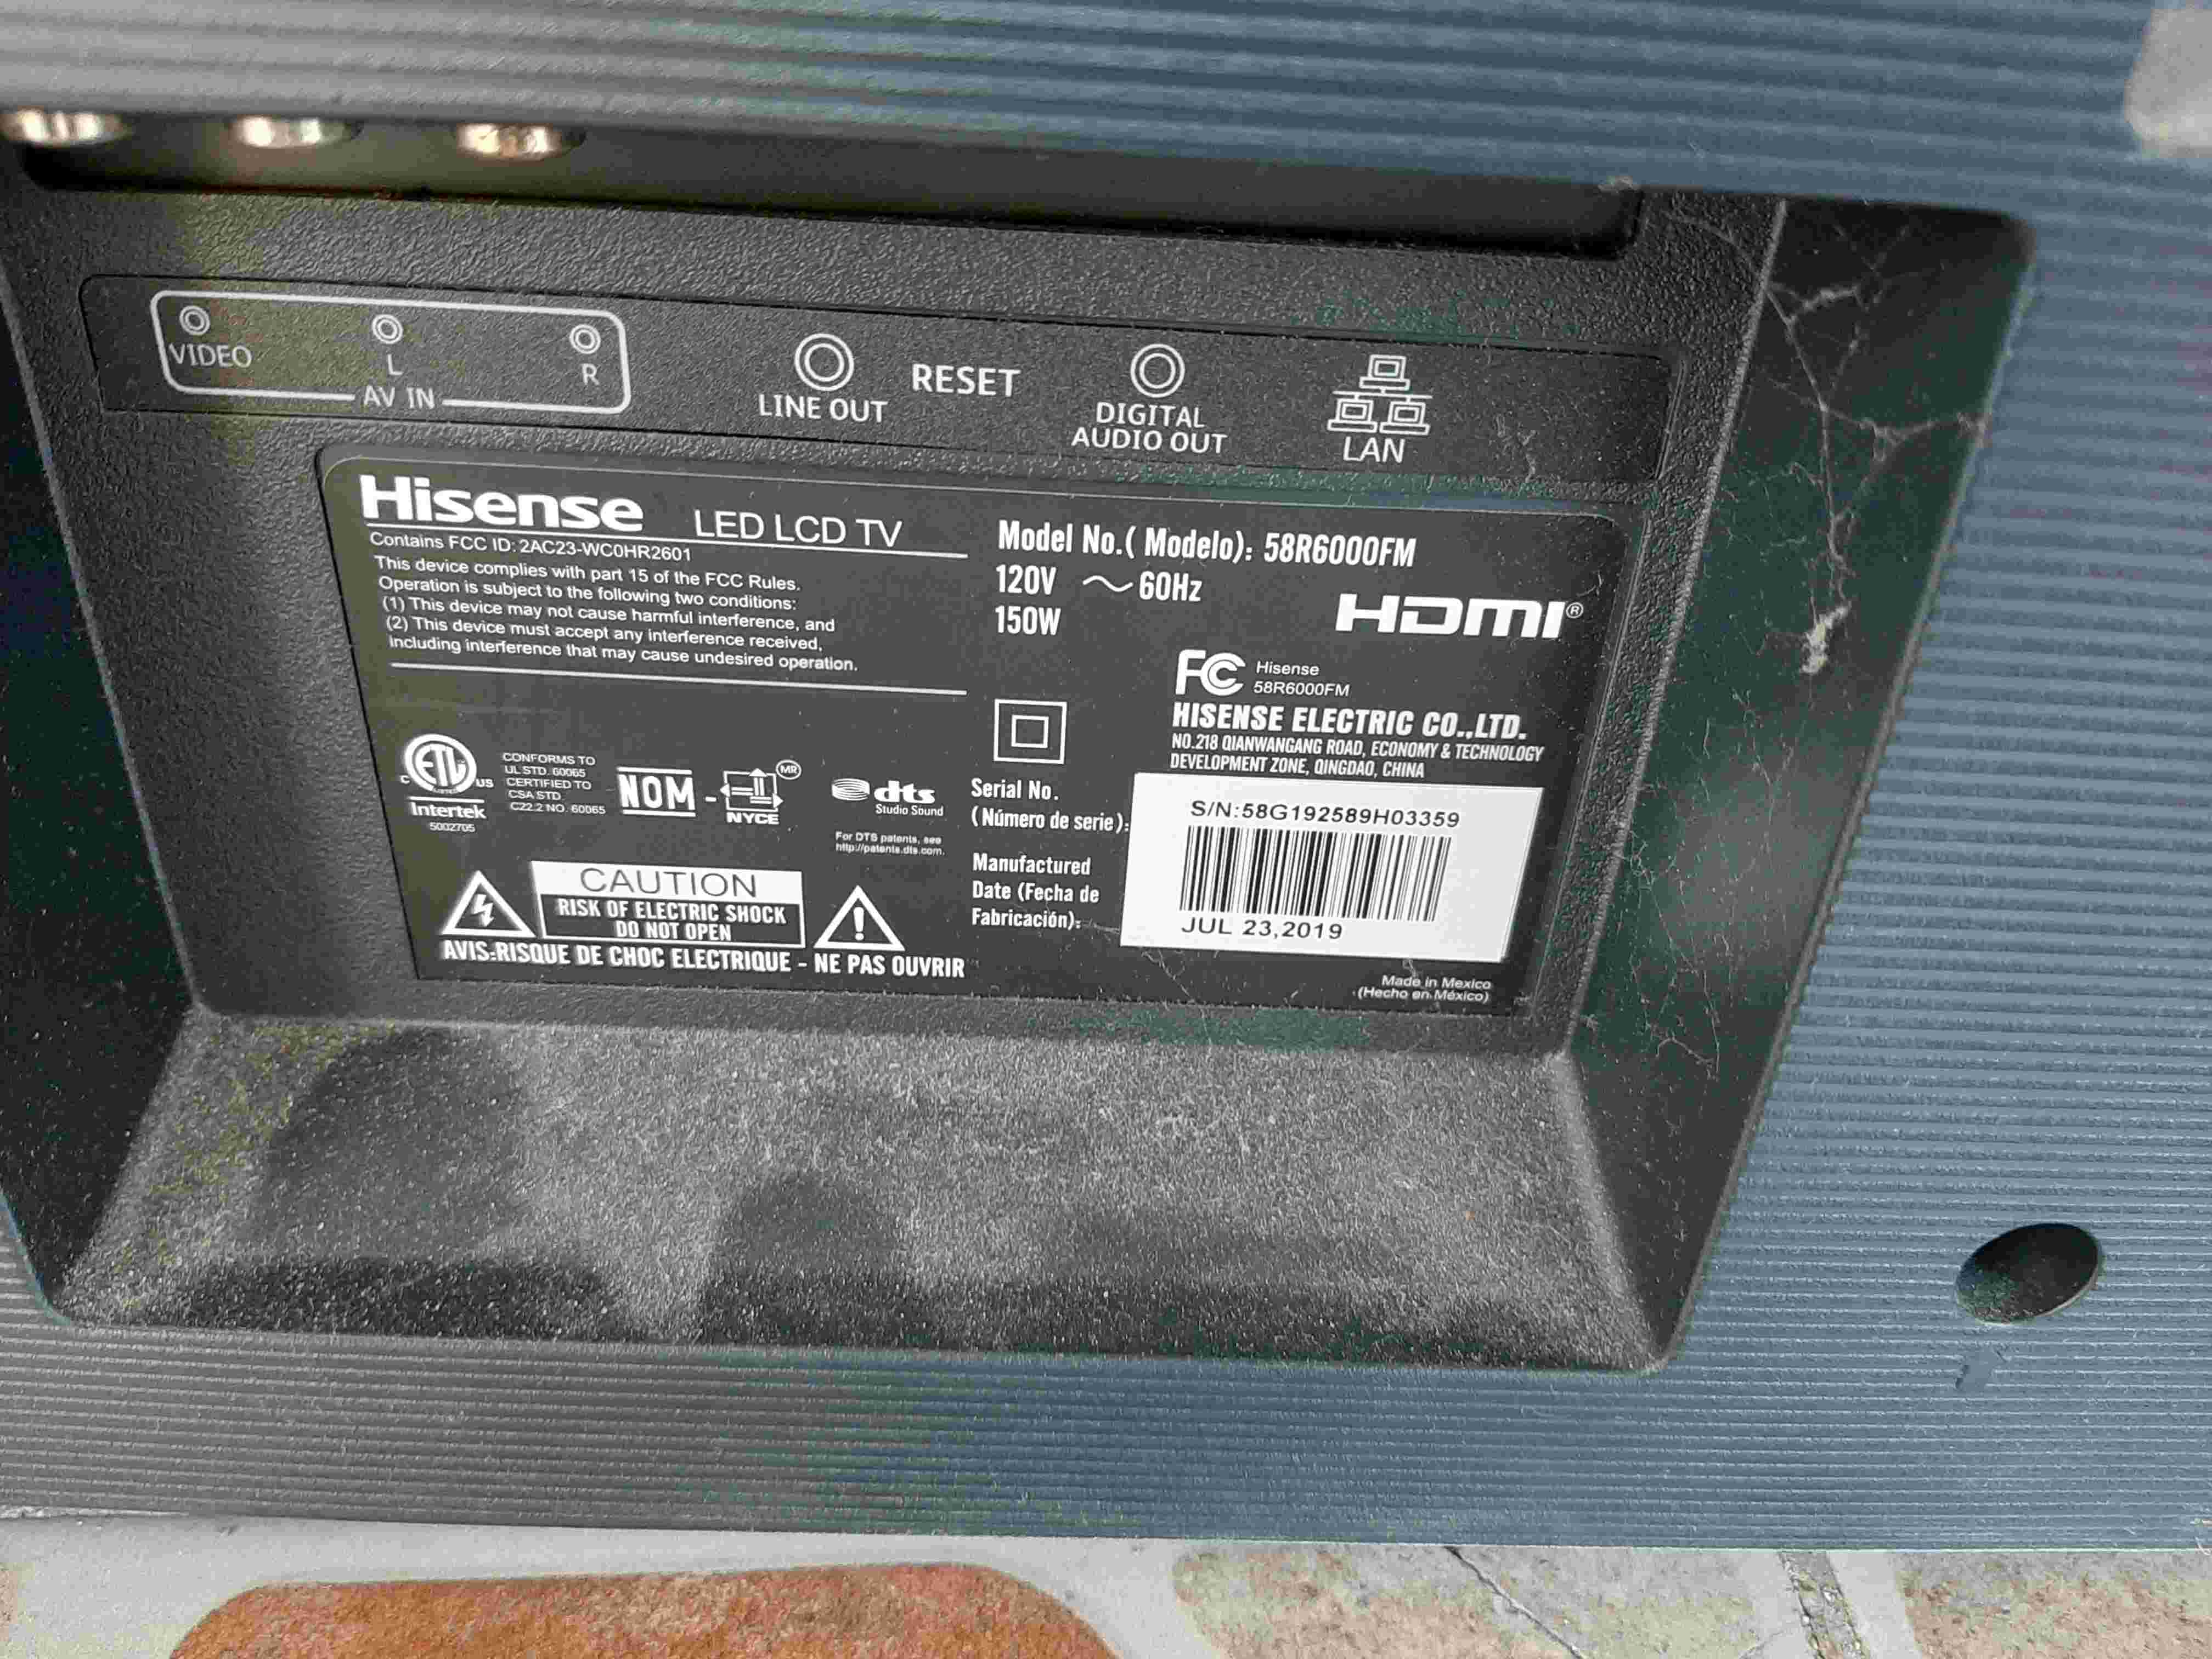 VIDEO
L
R
AV IN
LINE OUT
RESET
DIGITAL
AUDIO OUT
LAN
Hisense LED LCD TV
Contains FCC ID: 2AC23-WC0HR2601
This device complies with part 15 of the FCC Rules.
Operation is subject to the following two conditions:
(1) This device may not cause harmful interference, and
(2) This device must accept any interference received,
including interference that may cause undesired operation.
Model No.( Modelo): 58R6000FM
120V ~ 60Hz
150W
HDMI®
FC Hisense
58R6000FM
HISENSE ELECTRIC CO.,LTD.
NO.218 QIANWANGANG ROAD, ECONOMY & TECHNOLOGY
DEVELOPMENT ZONE, QINGDAO, CHINA
C ETL US
LISTED
Intertek
5002705
CONFORMS TO
UL STD. 60065
CERTIFIED TO
CSA STD.
C22.2 NO. 60065
NOM - NYCE MR
dts
Studio Sound
For DTS patents, see
http://patents.dts.com.
Serial No.
(Número de serie):
S/N:58G192589H03359
Manufactured
Date (Fecha de
Fabricación):
JUL 23,2019
CAUTION
RISK OF ELECTRIC SHOCK
DO NOT OPEN
AVIS:RISQUE DE CHOC ELECTRIQUE - NE PAS OUVRIR
Made in Mexico
(Hecho en México)